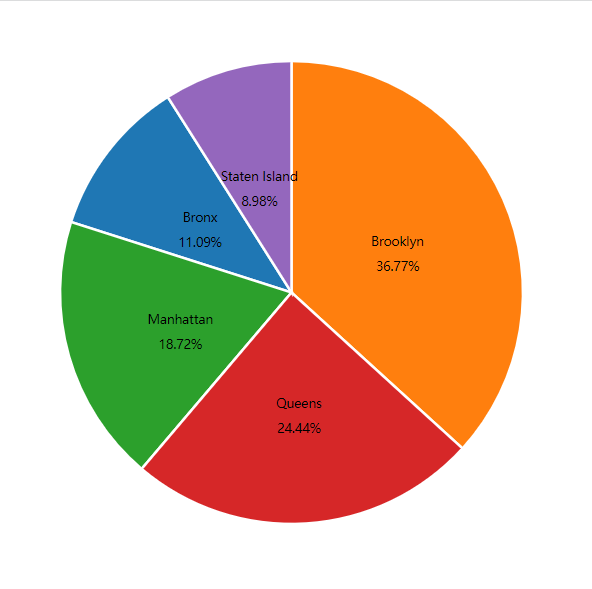 Staten Island
8.98%
Bronx
11.09%
Brooklyn
36.77%
Manhattan
18.72%
Queens
24.44%